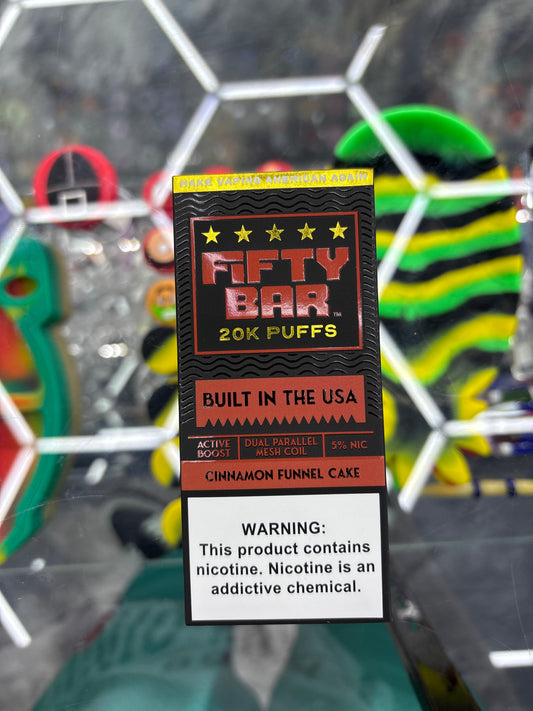 MAKE VAPING AMERICAN AGAIN
FIFTY
BAR™
20K PUFFS
BUILT IN THE USA
ACTIVE BOOST
DUAL PARALLEL MESH COIL
5% NIC
CINNAMON FUNNEL CAKE
WARNING:
This product contains
nicotine. Nicotine is an
addictive chemical.